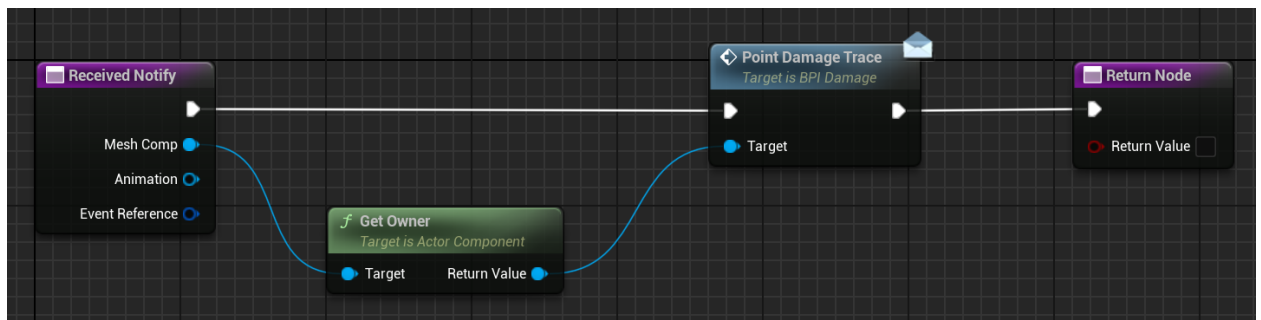 Received Notify
Mesh Comp
Animation
Event Reference
f Get Owner
Target is Actor Component
Target Return Value
Point Damage Trace
Target is BPI Damage
Target
Return Node
Return Value